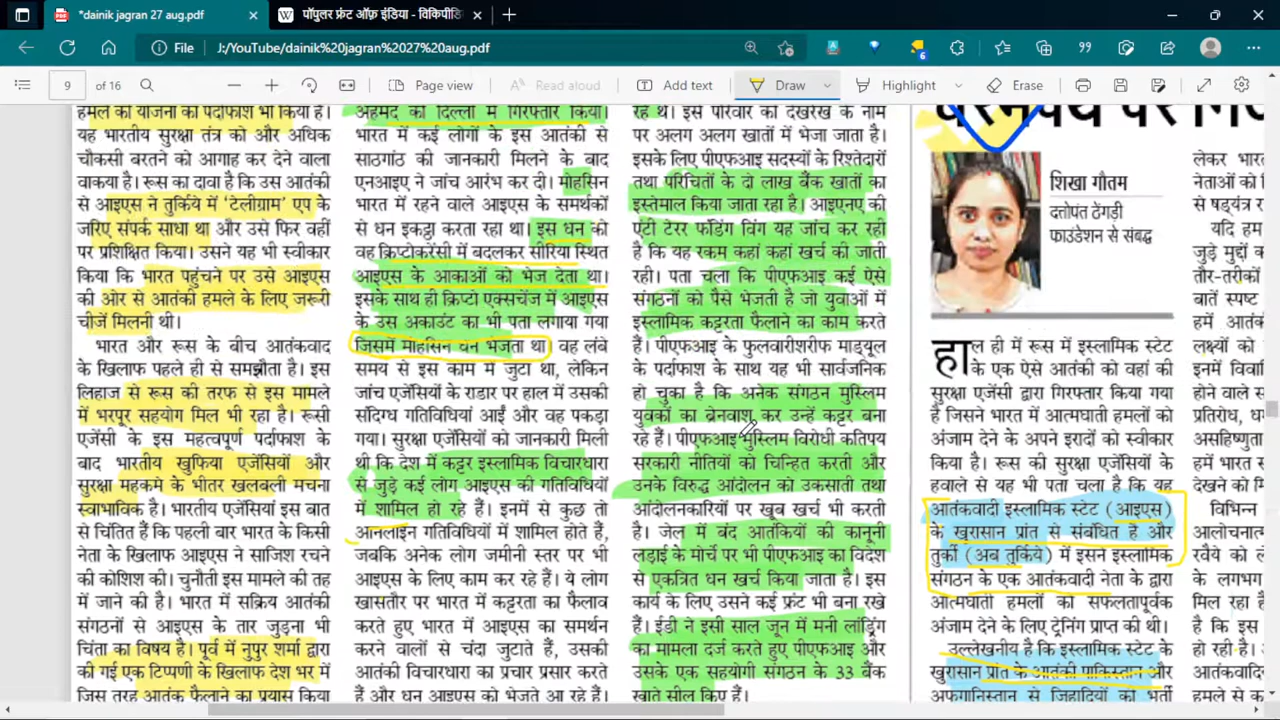 *dainik jagran 27 aug.pdf
पॉपुलर फ्रंट ऑफ़ इंडिया - विकिपीडि
File
J:/YouTube/dainik%20jagran%2027%20aug.pdf
6
9
of 16
Page view
Read aloud
Add text
Draw
Highlight
Erase
हमले की योजना का पर्दाफाश भी किया है।
यह भारतीय सुरक्षा तंत्र को और अधिक
चौकसी बरतने को आगाह कर देने वाला
वाकया है। रूस का दावा है कि उस आतंकी
से आइएस ने तुर्किये में 'टेलीग्राम' एप के
जरिए संपर्क साधा था और उसे फिर वहीं
पर प्रशिक्षित किया। उसने यह भी स्वीकार
किया कि भारत पहुंचने पर उसे आइएस
की ओर से आतंकी हमले के लिए जरूरी
चीजें मिलनी थी।
भारत और रूस के बीच आतंकवाद
के खिलाफ पहले ही से समझौता है। इस
लिहाज से रूस की तरफ से इस मामले
में भरपूर सहयोग मिल भी रहा है। रूसी
एजेंसी के इस महत्वपूर्ण पर्दाफाश के
बाद भारतीय खुफिया एजेंसियों और
सुरक्षा महकमे के भीतर खलबली मचना
स्वाभाविक है। भारतीय एजेंसियां इस बात
से चिंतित हैं कि पहली बार भारत के किसी
नेता के खिलाफ आइएस ने साजिश रचने
की कोशिश की। चुनौती इस मामले की तह
में जाने की है। भारत में सक्रिय आतंकी
संगठनों से आइएस के तार जुड़ना भी
चिंता का विषय है। पूर्व में नुपुर शर्मा द्वारा
की गई एक टिप्पणी के खिलाफ देश भर में
जिस तरह आतंक फैलाने का प्रयास किया
अहमद को दिल्ली में गिरफ्तार किया।
भारत में कई लोगों के इस आतंकी से
साठगांठ की जानकारी मिलने के बाद
एनआइए ने जांच आरंभ कर दी। मोहसिन
भारत में रहने वाले आइएस के समर्थकों
से धन इकट्ठा करता रहा था। इस धन को
वह क्रिप्टोकरेंसी में बदलकर सीरिया स्थित
आइएस के आकाओं को भेज देता था।
इसके साथ ही क्रिप्टो एक्सचेंज में आइएस
के उस अकाउंट का भी पता लगाया गया
जिसमें मोहसिन धन भेजता था। वह लंबे
समय से इस काम में जुटा था, लेकिन
जांच एजेंसियों के राडार पर हाल में उसकी
संदिग्ध गतिविधियां आईं और वह पकड़ा
गया। सुरक्षा एजेंसियों को जानकारी मिली
थी कि देश में कट्टर इस्लामिक विचारधारा
से जुड़े कई लोग आइएस की गतिविधियों
में शामिल हो रहे हैं। इनमें से कुछ तो
आनलाइन गतिविधियों में शामिल होते हैं,
जबकि अनेक लोग जमीनी स्तर पर भी
आइएस के लिए काम कर रहे हैं। ये लोग
खासतौर पर भारत में कट्टरता का फैलाव
करते हुए भारत में आइएस का समर्थन
करने वालों से चंदा जुटाते हैं, उसकी
आतंकी विचारधारा का प्रचार प्रसार करते
हैं और धन आइएस को भेजते आ रहे हैं।
रहे थे। इस परिवार की देखरेख के नाम
पर अलग अलग खातों में भेजा जाता है।
इसके लिए पीएफआइ सदस्यों के रिश्तेदारों
तथा परिचितों के दो लाख बैंक खातों का
इस्तेमाल किया जाता रहा है। आइएनए की
एंटी टेरर फंडिंग विंग यह जांच कर रही
है कि यह रकम कहां कहां खर्च की जाती
रही। पता चला कि पीएफआइ कई ऐसे
संगठनों को पैसे भेजती है जो युवाओं में
इस्लामिक कट्टरता फैलाने का काम करते
हैं। पीएफआइ के फुलवारीशरीफ माड्यूल
के पर्दाफाश के साथ यह भी सार्वजनिक
हो चुका है कि अनेक संगठन मुस्लिम
युवकों का ब्रेनवाश कर उन्हें कट्टर बना
रहे हैं। पीएफआइ मुस्लिम विरोधी कतिपय
सरकारी नीतियों को चिन्हित करती और
उनके विरुद्ध आंदोलन को उकसाती तथा
आंदोलनकारियों पर खूब खर्च भी करती
है। जेल में बंद आतंकियों की कानूनी
लड़ाई के मोर्चे पर भी पीएफआइ का विदेश
से एकत्रित धन खर्च किया जाता है। इस
कार्य के लिए उसने कई फ्रंट भी बना रखे
हैं। ईडी ने इसी साल जून में मनी लांड्रिंग
का मामला दर्ज करते हुए पीएफआइ और
उसके एक सहयोगी संगठन के 33 बैंक
खाते सील किए हैं।
शिखा गौतम
दत्तोपंत ठेंगड़ी
फाउंडेशन से संबद्ध
हाल ही में रूस में इस्लामिक स्टेट
के एक ऐसे आतंकी को वहां की
सुरक्षा एजेंसी द्वारा गिरफ्तार किया गया
है जिसने भारत में आत्मघाती हमलों को
अंजाम देने के अपने इरादों को स्वीकार
किया है। रूस की सुरक्षा एजेंसियों के
हवाले से यह भी पता चला है कि यह
आतंकवादी इस्लामिक स्टेट (आइएस)
के खुरासान प्रांत से संबंधित है और
तुर्की (अब तुर्किये) में इसने इस्लामिक
संगठन के एक आतंकवादी नेता के द्वारा
आत्मघाती हमलों को सफलतापूर्वक
अंजाम देने के लिए ट्रेनिंग प्राप्त की थी।
उल्लेखनीय है कि इस्लामिक स्टेट के
खुरासान प्रांत के आतंकी पाकिस्तान और
अफगानिस्तान से जिहादियों को भर्ती
लेकर भार
नेताओं को
से षड्यंत्र र
यदि हम
जुड़े मुद्दों
तौर-तरीकों
बातें स्पष्ट
हमें आतंक
लक्ष्यों को
इनमें विवा
होने वाले स
प्रतिरोध, ध
असहिष्णुता
हमें भारत स
देखने को मि
विभिन्न
आलोचनात
रवैये को ले
के लगभग
मिल रहा है
है कि इस
हो रही है।
आतंकवादि
हमले से क